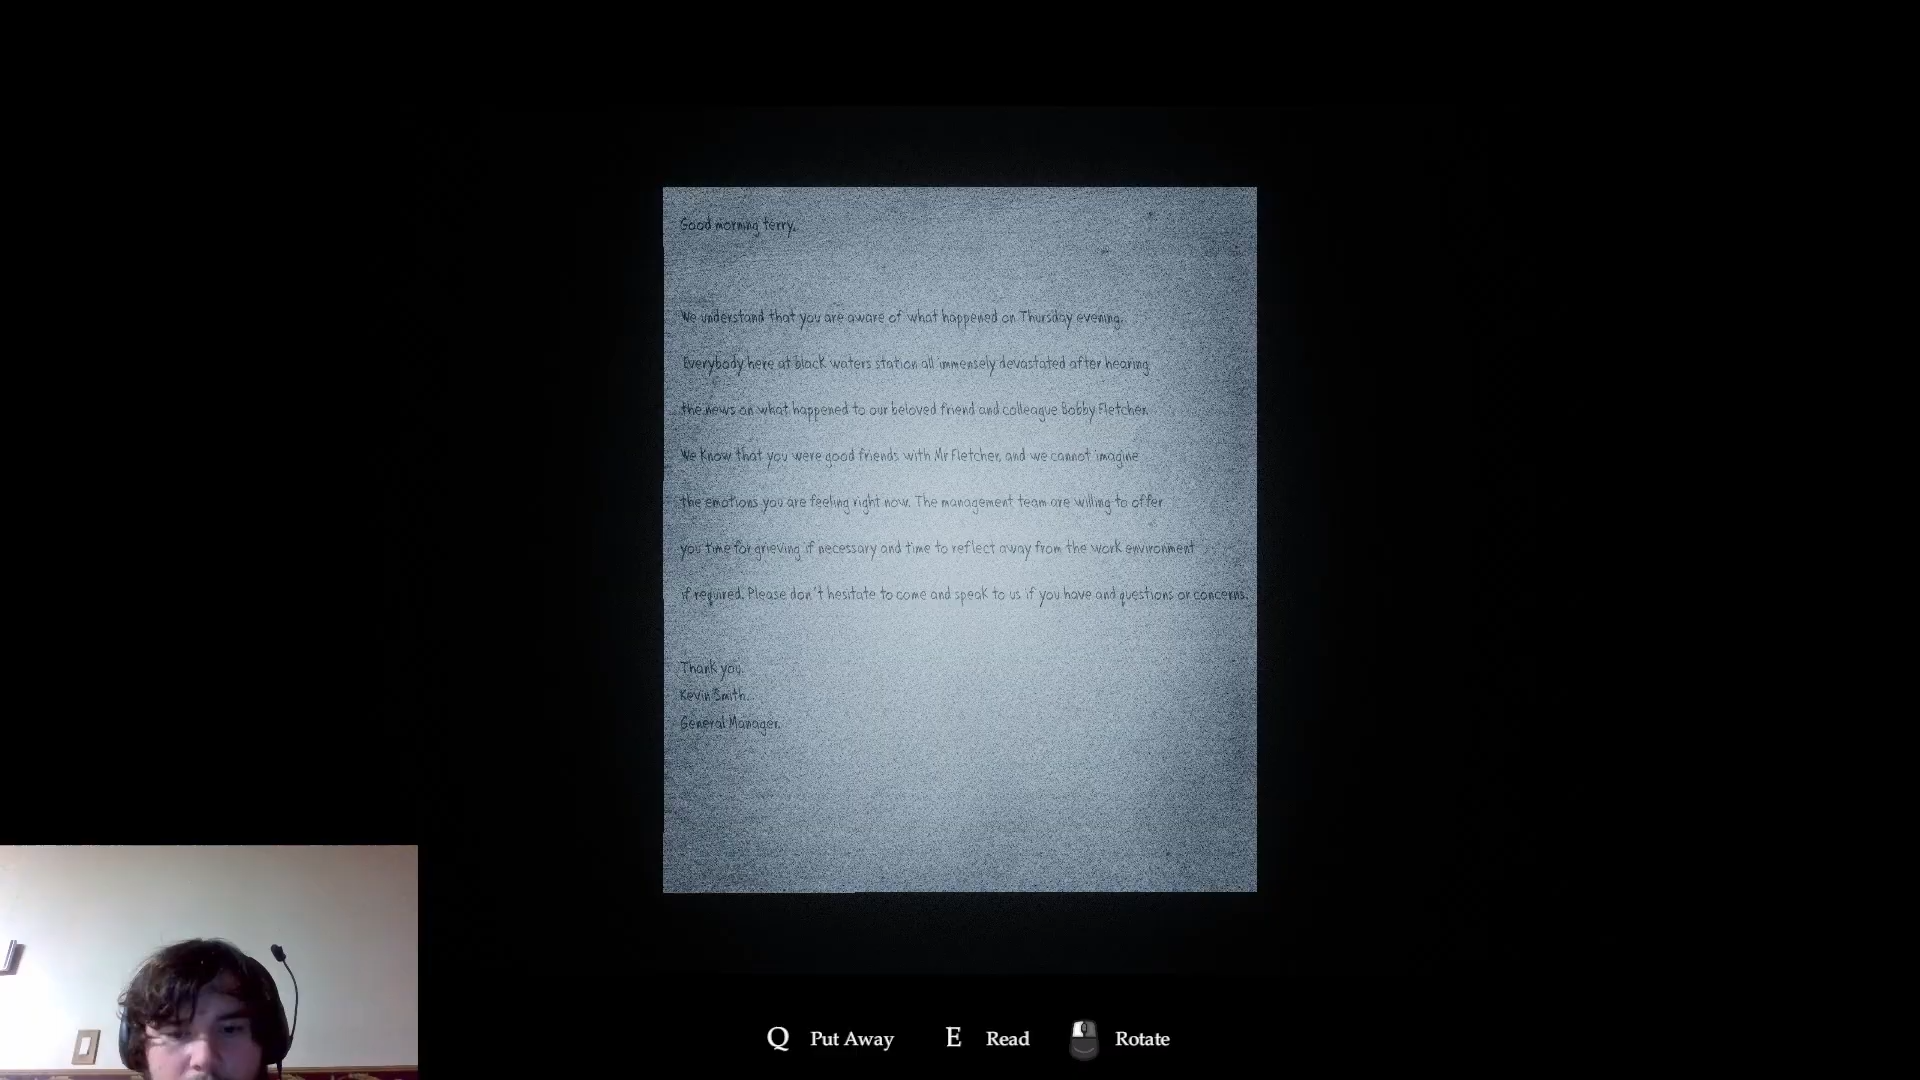 Good morning terry,
We understand that you are aware of what happened on Thursday evening.
Everybody here at black waters station all immensely devastated after hearing
the news on what happened to our beloved friend and colleague Bobby Fletcher.
We know that you were good friends with Mr Fletcher, and we cannot imagine
the emotions you are feeling right now. The management team are willing to offer
you time for grieving if necessary and time to reflect away from the work environment
if required. Please don't hesitate to come and speak to us if you have and questions or concerns.
Thank you.
Kevin Smith.
General Manager.
Q Put Away E Read Rotate